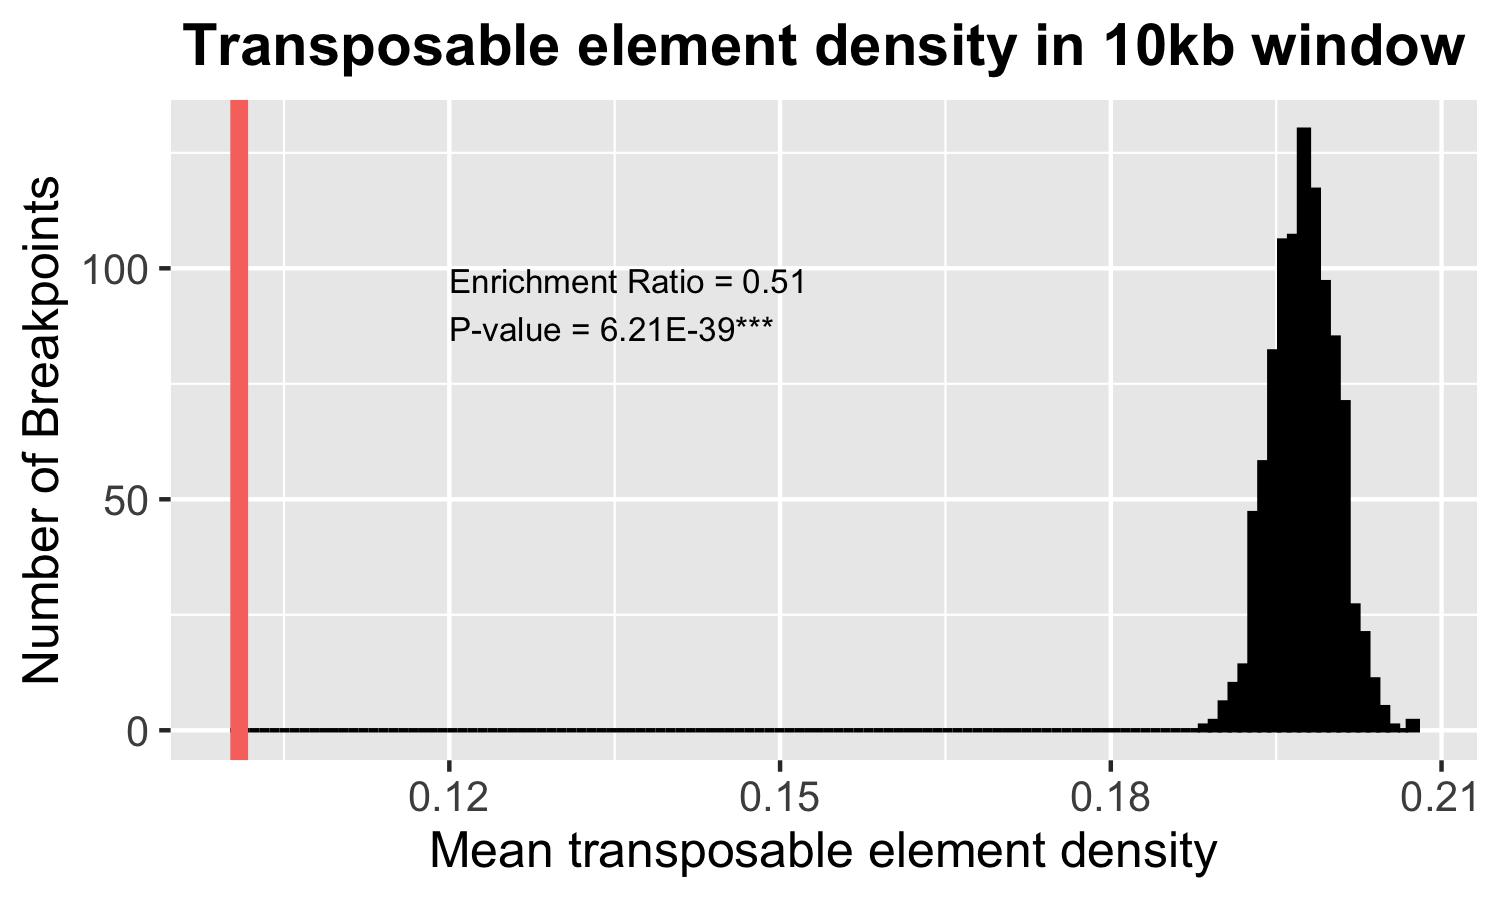 Transposable element density in 10kb window
Number of Breakpoints
100
50
0
Enrichment Ratio = 0.51
P-value = 6.21E-39***
0.12
0.15
0.18
0.21
Mean transposable element density